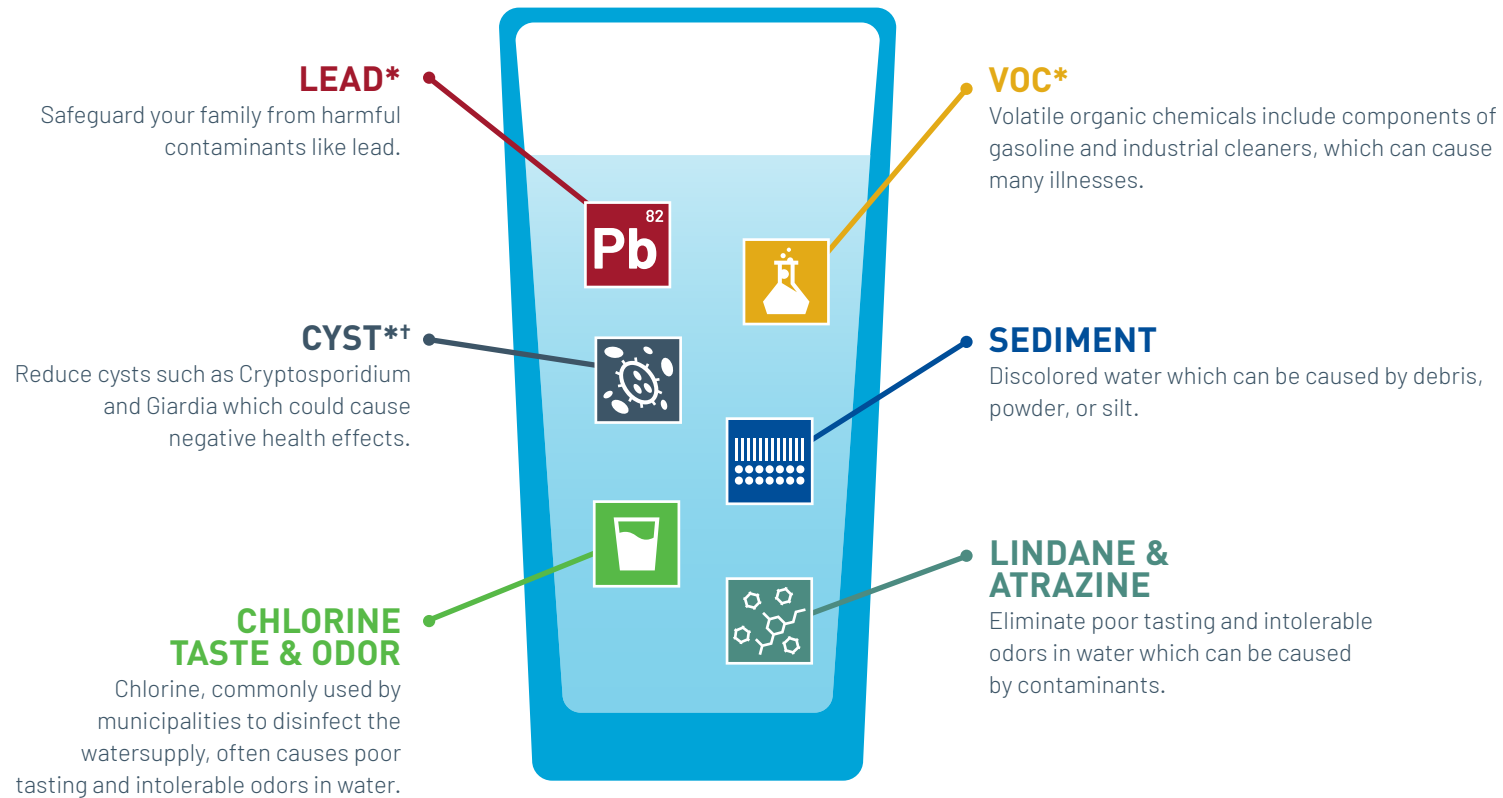 LEAD*
Safeguard your family from harmful
contaminants like lead.
82
Pb
CYST*†
Reduce cysts such as Cryptosporidium
and Giardia which could cause
negative health effects.
CHLORINE
TASTE & ODOR
Chlorine, commonly used by
municipalities to disinfect the
watersupply, often causes poor
tasting and intolerable odors in water.
VOC*
Volatile organic chemicals include components of
gasoline and industrial cleaners, which can cause
many illnesses.
SEDIMENT
Discolored water which can be caused by debris,
powder, or silt.
LINDANE &
ATRAZINE
Eliminate poor tasting and intolerable
odors in water which can be caused
by contaminants.